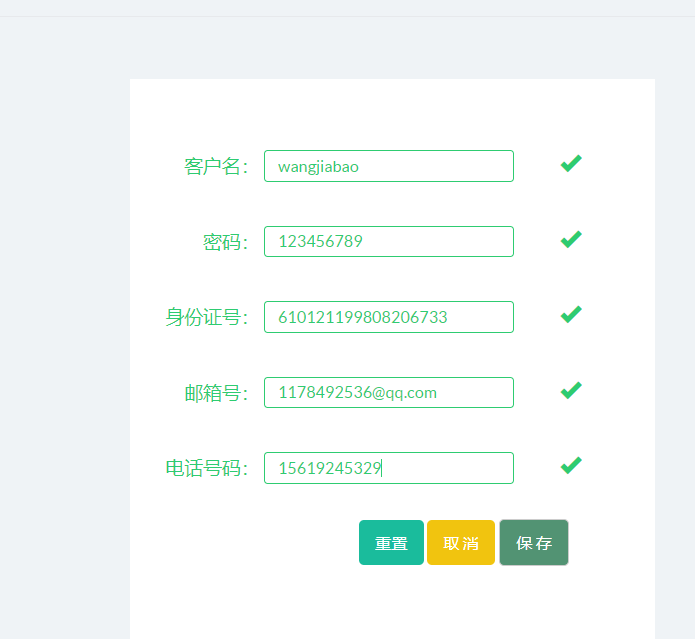 客户名： wangjiabao
密码： 123456789
身份证号： 610121199808206733
邮箱号： 1178492536@qq.com
电话号码： 15619245329
重置 取消 保存